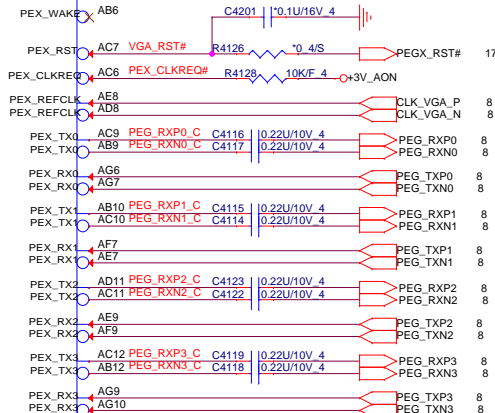 PEX_WAKE AB6 C4201 *0.1U/16V_4
PEX_RST AC7 VGA_RST# R4126 *0_4/S PEGX_RST# 17
PEX_CLKREQ AC6 PEX_CLKREQ# R4128 10K/F_4 +3V_AON
PEX_REFCLK AE8 CLK_VGA_P 8
PEX_REFCLK AD8 CLK_VGA_N 8
PEX_TX0 AC9 PEG_RXP0_C C4116 0.22U/10V_4 PEG_RXP0 8
PEX_TX0 AB9 PEG_RXN0_C C4117 0.22U/10V_4 PEG_RXN0 8
PEX_RX0 AG6 PEG_TXP0 8
PEX_RX0 AG7 PEG_TXN0 8
PEX_TX1 AB10 PEG_RXP1_C C4115 0.22U/10V_4 PEG_RXP1 8
PEX_TX1 AC10 PEG_RXN1_C C4114 0.22U/10V_4 PEG_RXN1 8
PEX_RX1 AF7 PEG_TXP1 8
PEX_RX1 AE7 PEG_TXN1 8
PEX_TX2 AD11 PEG_RXP2_C C4123 0.22U/10V_4 PEG_RXP2 8
PEX_TX2 AC11 PEG_RXN2_C C4122 0.22U/10V_4 PEG_RXN2 8
PEX_RX2 AE9 PEG_TXP2 8
PEX_RX2 AF9 PEG_TXN2 8
PEX_TX3 AC12 PEG_RXP3_C C4119 0.22U/10V_4 PEG_RXP3 8
PEX_TX3 AB12 PEG_RXN3_C C4118 0.22U/10V_4 PEG_RXN3 8
PEX_RX3 AG9 PEG_TXP3 8
PEX_RX3 AG10 PEG_TXN3 8